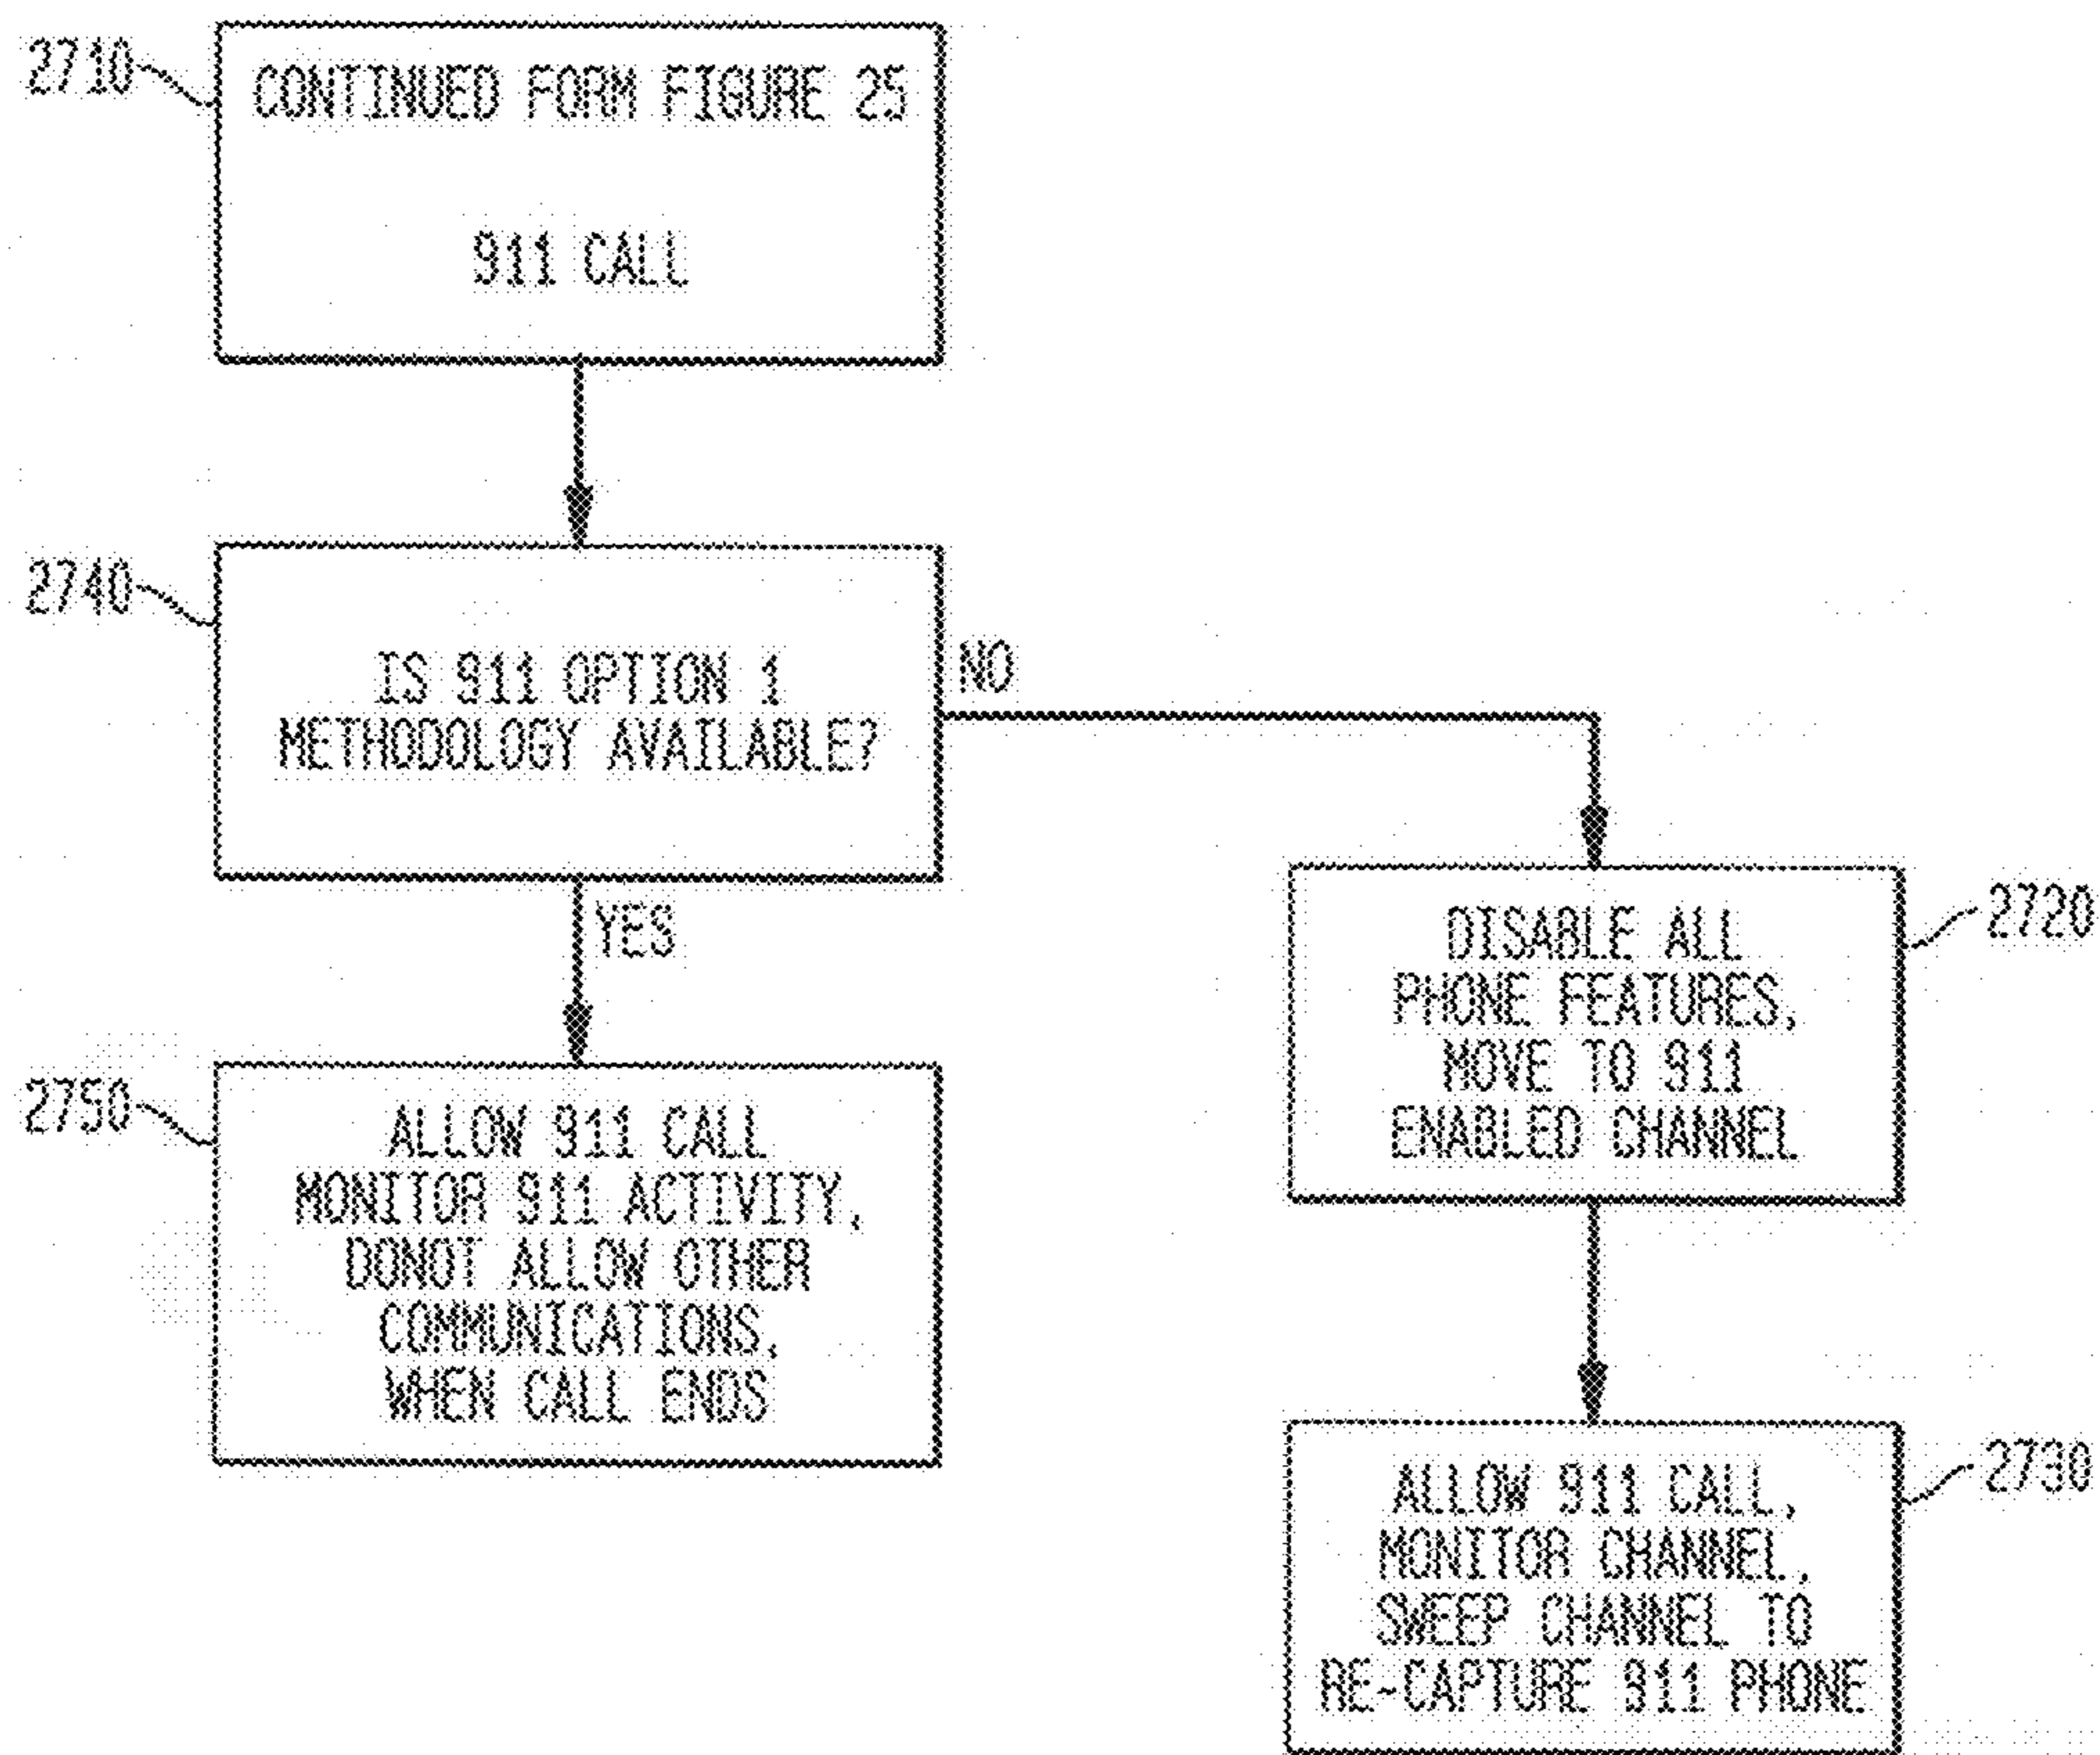 2710
CONTINUED FORM FIGURE 25
911 CALL
2740
IS 911 OPTION 1
METHODOLOGY AVAILABLE?
NO
YES
2750
ALLOW 911 CALL
MONITOR 911 ACTIVITY,
DONOT ALLOW OTHER
COMMUNICATIONS,
WHEN CALL ENDS
2720
DISABLE ALL
PHONE FEATURES,
MOVE TO 911
ENABLED CHANNEL
2730
ALLOW 911 CALL,
MONITOR CHANNEL,
SWEEP CHANNEL TO
RE-CAPTURE 911 PHONE